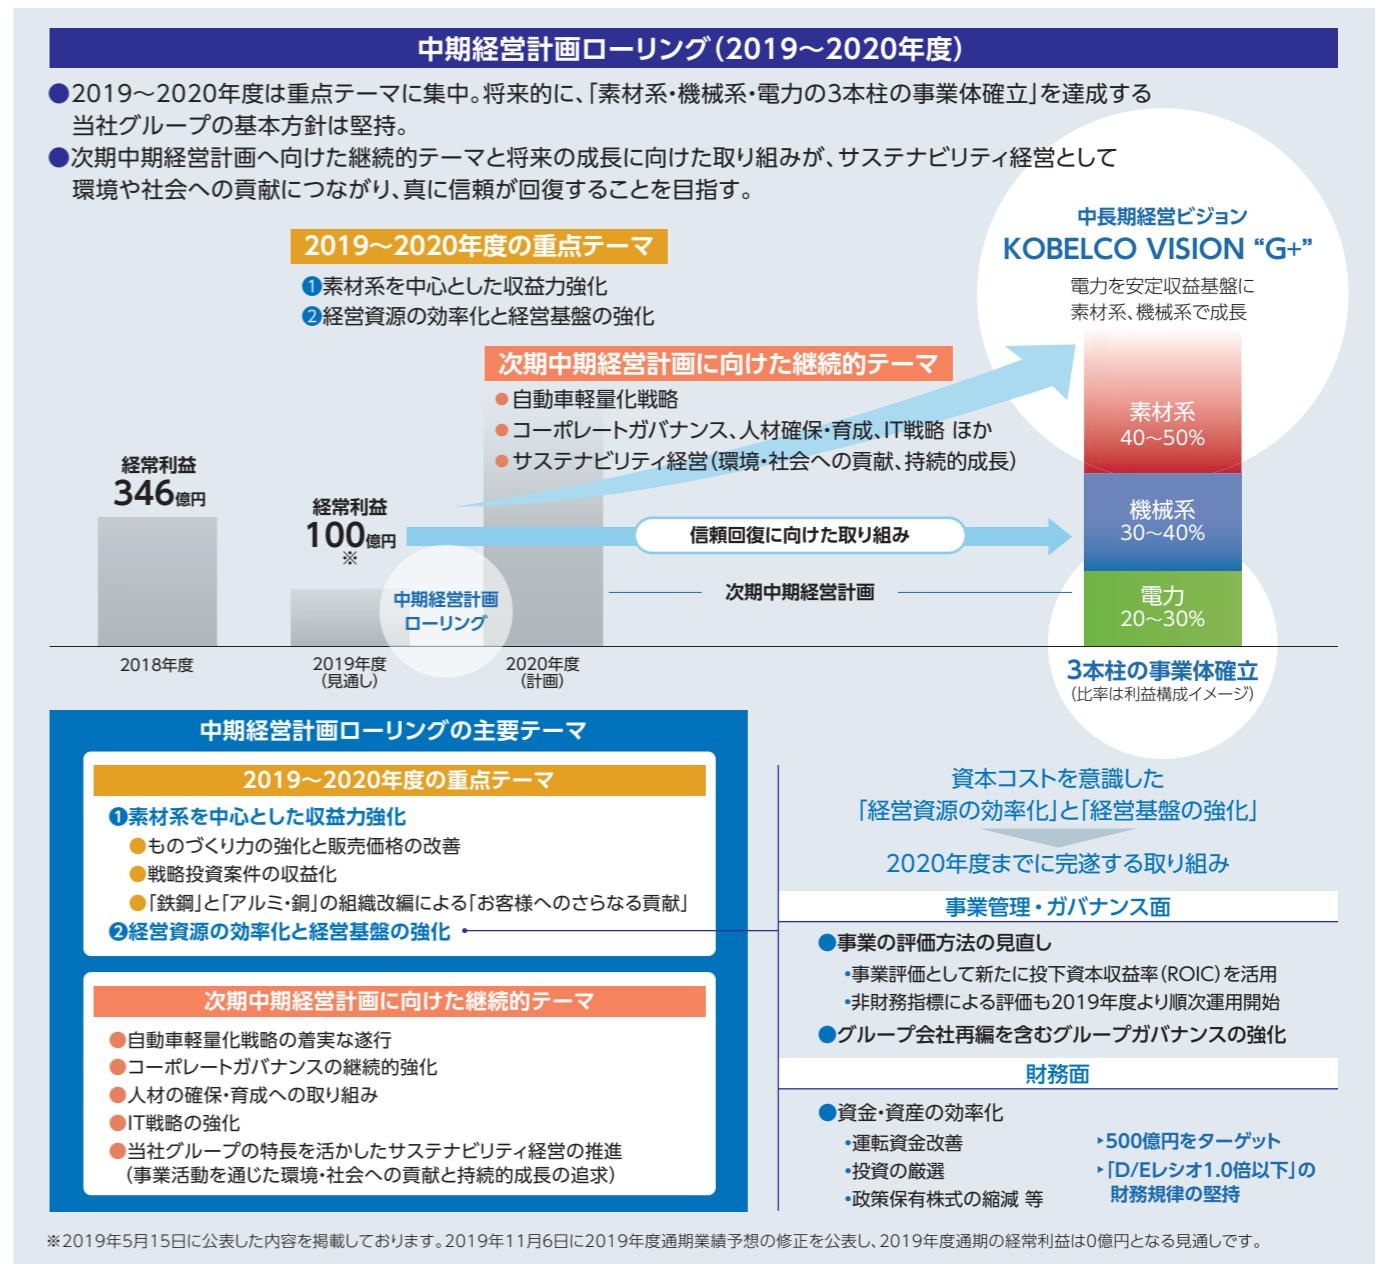 中期経営計画ローリング（2019～2020年度）
●2019～2020年度は重点テーマに集中。将来的に、「素材系・機械系・電力の3本柱の事業体確立」を達成する
当社グループの基本方針は堅持。
●次期中期経営計画へ向けた継続的テーマと将来の成長に向けた取り組みが、サステナビリティ経営として
環境や社会への貢献につながり、真に信頼が回復することを目指す。
中長期経営ビジョン
KOBELCO VISION “G+”
電力を安定収益基盤に
素材系、機械系で成長
2019～2020年度の重点テーマ
❶素材系を中心とした収益力強化
❷経営資源の効率化と経営基盤の強化
次期中期経営計画に向けた継続的テーマ
●自動車軽量化戦略
●コーポレートガバナンス、人材確保・育成、IT戦略 ほか
●サステナビリティ経営（環境・社会への貢献、持続的成長）
経常利益
346億円
経常利益
100億円
※
中期経営計画
ローリング
信頼回復に向けた取り組み
次期中期経営計画
素材系
40～50%
機械系
30～40%
電力
20～30%
2018年度
2019年度
（見通し）
2020年度
（計画）
3本柱の事業体確立
（比率は利益構成イメージ）
中期経営計画ローリングの主要テーマ
2019～2020年度の重点テーマ
❶素材系を中心とした収益力強化
●ものづくり力の強化と販売価格の改善
●戦略投資案件の収益化
●「鉄鋼」と「アルミ・銅」の組織改編による「お客様へのさらなる貢献」
❷経営資源の効率化と経営基盤の強化
次期中期経営計画に向けた継続的テーマ
●自動車軽量化戦略の着実な遂行
●コーポレートガバナンスの継続的強化
●人材の確保・育成への取り組み
●IT戦略の強化
●当社グループの特長を活かしたサステナビリティ経営の推進
（事業活動を通じた環境・社会への貢献と持続的成長の追求）
資本コストを意識した
「経営資源の効率化」と「経営基盤の強化」
2020年度までに完遂する取り組み
事業管理・ガバナンス面
●事業の評価方法の見直し
・事業評価として新たに投下資本収益率（ROIC）を活用
・非財務指標による評価も2019年度より順次運用開始
●グループ会社再編を含むグループガバナンスの強化
財務面
●資金・資産の効率化
・運転資金改善
・投資の厳選
・政策保有株式の縮減 等
▸500億円をターゲット
▸「D/Eレシオ1.0倍以下」の
財務規律の堅持
※2019年5月15日に公表した内容を掲載しております。2019年11月6日に2019年度通期業績予想の修正を公表し、2019年度通期の経常利益は0億円となる見通しです。